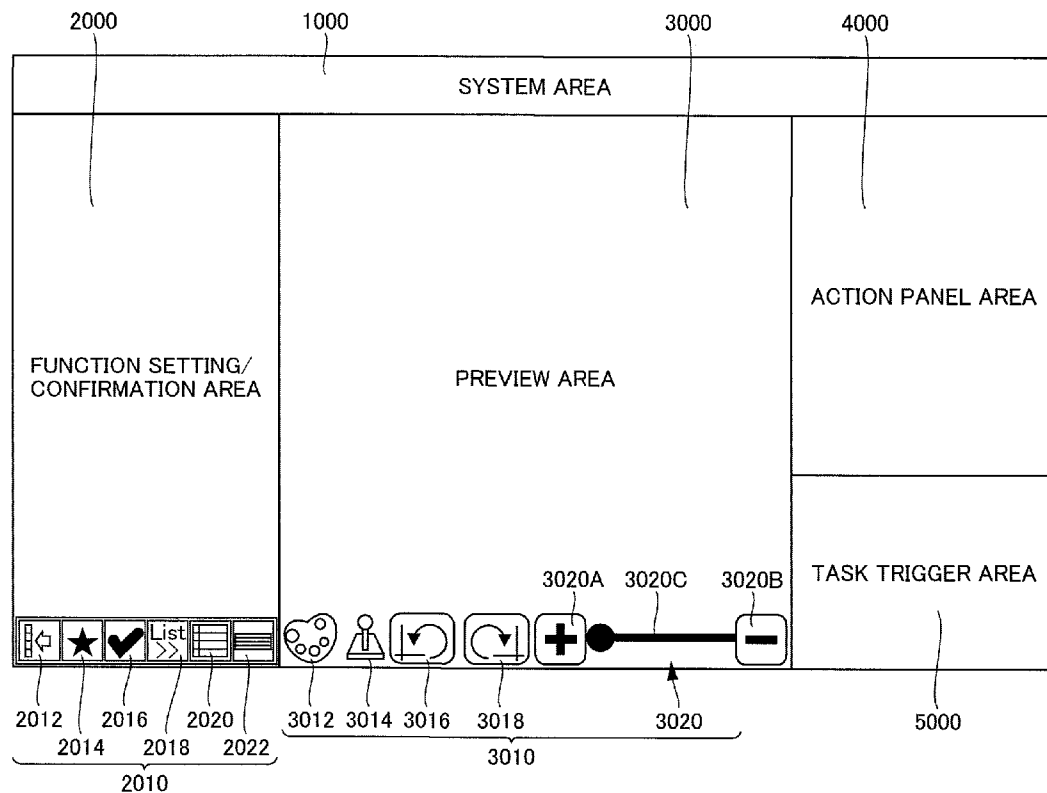 2000
1000
3000
4000
SYSTEM AREA
FUNCTION SETTING/
CONFIRMATION AREA
PREVIEW AREA
ACTION PANEL AREA
TASK TRIGGER AREA
3020A
3020C
3020B
List
>>
2012
2016
2020
3012
3014
3016
3018
3020
5000
2014
2018
2022
3010
2010